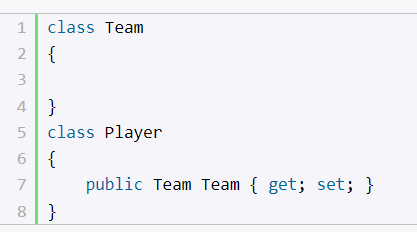 1 class Team
2 {
3
4 }
5 class Player
6 {
7     public Team Team { get; set; }
8 }